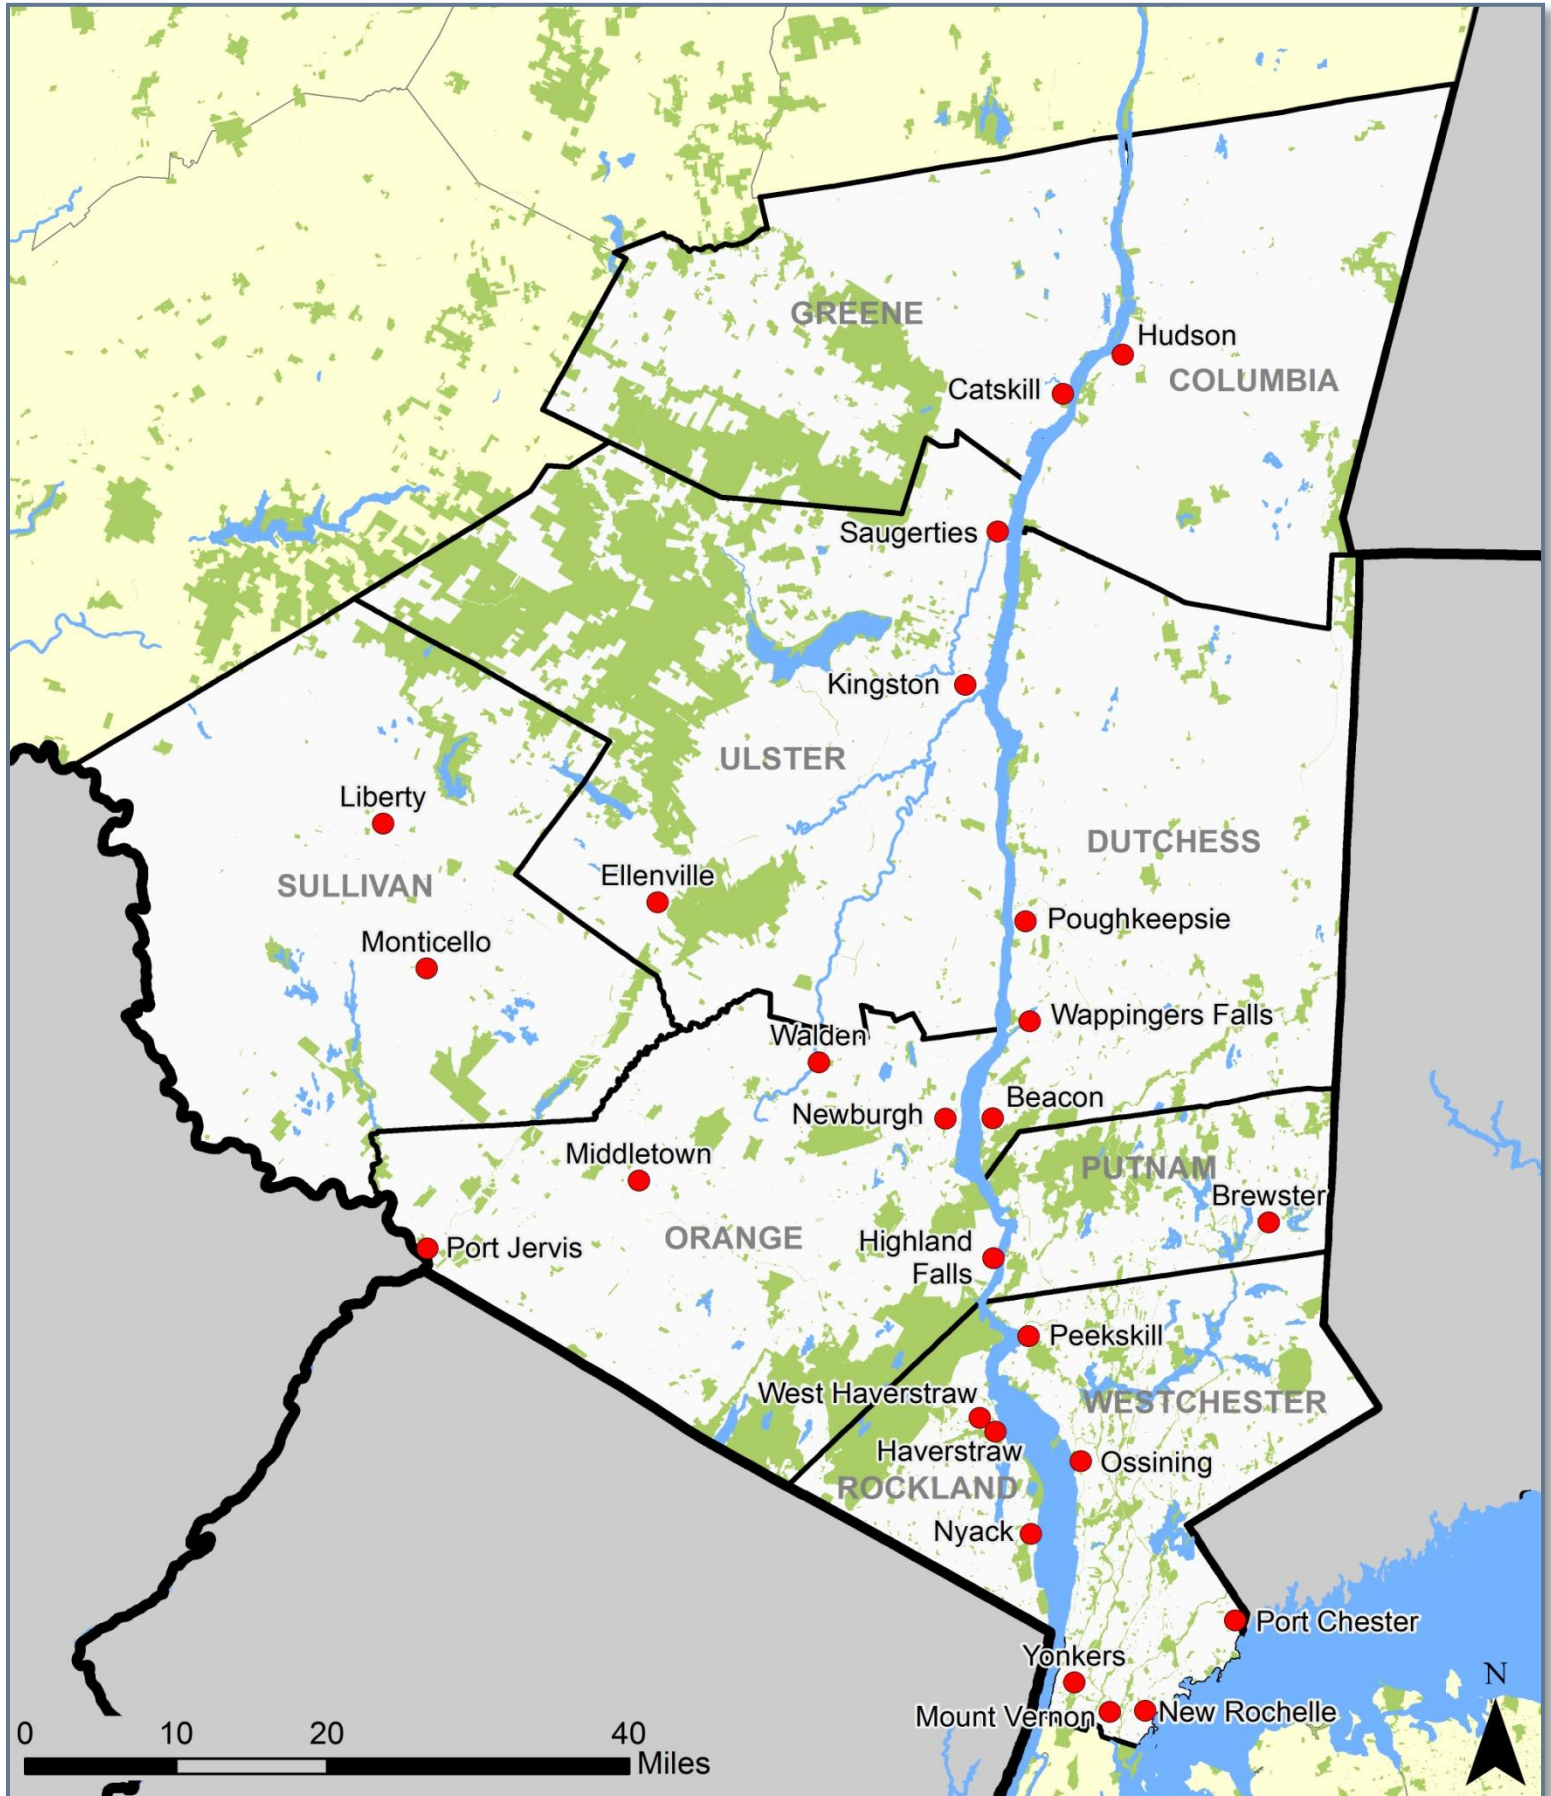 GREENE
Hudson
COLUMBIA
Catskill
Saugerties
Kingston
ULSTER
Liberty
DUTCHESS
SULLIVAN
Ellenville
Poughkeepsie
Monticello
Wappingers Falls
Walden
Beacon
Newburgh
Middletown
PUTNAM
Brewster
ORANGE
Port Jervis
Highland
Falls
Peekskill
West Haverstraw
WESTCHESTER
Haverstraw
Ossining
ROCKLAND
Nyack
Port Chester
Yonkers
Mount Vernon
New Rochelle
N
0 10 20 40
Miles